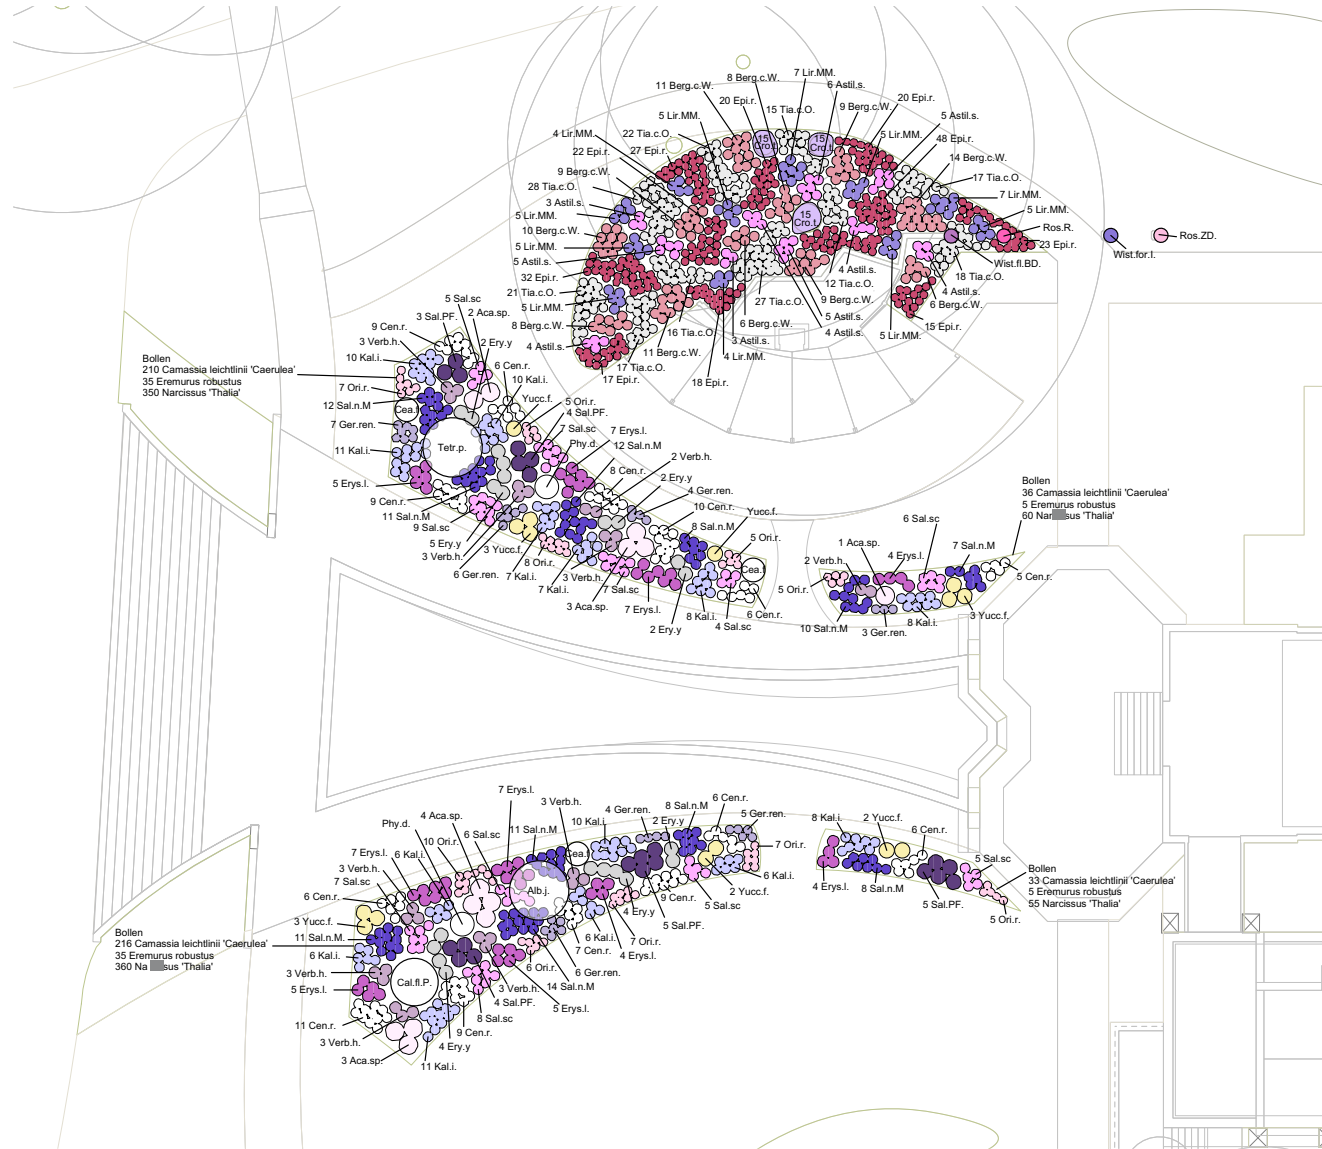 7 Lir.MM.
8 Berg.c.W.
6 Astil.s.
11 Berg.c.W.
20 Epi.r.
20 Epi.r.
15 Tia.c.O.
9 Berg.c.W.
5 Lir.MM.
5 Astil.s.
4 Lir.MM.
22 Tia.c.O.
5 Lir.MM.
48 Epi.r.
27 Epi.r.
15 Cro.t.
15 Cro.t.
22 Epi.r.
14 Berg.c.W.
9 Berg.c.W.
17 Tia.c.O.
28 Tia.c.O.
7 Lir.MM.
3 Astil.s.
5 Lir.MM.
5 Lir.MM.
15 Cro.t.
Ros.R.
10 Berg.c.W.
Ros.ZD.
5 Lir.MM.
23 Epi.r.
Wist.for.I.
5 Astil.s.
Wist.fl.BD.
32 Epi.r.
4 Astil.s.
18 Tia.c.O.
21 Tia.c.O.
12 Tia.c.O.
4 Astil.s.
5 Lir.MM.
27 Tia.c.O.
9 Berg.c.W.
6 Berg.c.W.
8 Berg.c.W.
16 Tia.c.O.
6 Berg.c.W.
5 Astil.s.
15 Epi.r.
4 Astil.s.
11 Berg.c.W.
3 Astil.s.
4 Astil.s.
5 Lir.MM.
4 Lir.MM.
17 Tia.c.O.
17 Epi.r.
18 Epi.r.
5 Sal.sc
2 Aca.sp.
3 Sal.PF.
9 Cen.r.
3 Verb.h.
2 Ery.y
10 Kal.i.
6 Cen.r.
Bollen
210 Camassia leichtlinii 'Caerulea'
35 Eremurus robustus
350 Narcissus 'Thalia'
10 Kal.i.
7 Ori.r.
Yucc.f.
5 Ori.r.
12 Sal.n.M
4 Sal.PF.
7 Ger.ren.
7 Sal.sc
7 Erys.l.
Phy.d.
12 Sal.n.M
Tetr.p.
11 Kal.i.
2 Verb.h.
8 Cen.r.
2 Ery.y
5 Erys.l.
4 Ger.ren.
9 Cen.r.
10 Cen.r.
11 Sal.n.M
Yucc.f.
9 Sal.sc
8 Sal.n.M
5 Ori.r.
5 Ery.y
3 Yucc.f.
3 Verb.h.
8 Ori.r.
6 Ger.ren.
7 Kal.i.
3 Verb.h.
7 Kal.i.
7 Sal.sc
3 Aca.sp.
7 Erys.l.
8 Kal.i.
6 Cen.r.
2 Ery.y
4 Sal.sc
Bollen
36 Camassia leichtlinii 'Caerulea'
5 Eremurus robustus
60 Nar sus 'Thalia'
6 Sal.sc
1 Aca.sp.
7 Sal.n.M
2 Verb.h.
4 Erys.l.
5 Cen.r.
5 Ori.r.
10 Sal.n.M
3 Ger.ren.
8 Kal.i.
3 Yucc.f.
7 Erys.l.
3 Verb.h.
6 Cen.r.
4 Aca.sp.
4 Ger.ren.
8 Sal.n.M
Phy.d.
6 Sal.sc
11 Sal.n.M
10 Kal.i.
2 Ery.y
5 Ger.ren.
10 Ori.r.
7 Ori.r.
7 Erys.l.
6 Kal.i.
3 Verb.h.
7 Sal.sc
6 Kal.i.
Alb.j.
2 Yucc.f.
6 Cen.r.
9 Cen.r.
5 Sal.sc
3 Yucc.f.
4 Ery.y
5 Sal.PF.
11 Sal.n.M.
6 Kal.i.
7 Ori.r.
7 Cen.r.
4 Erys.l.
Bollen
216 Camassia leichtlinii 'Caerulea'
35 Eremurus robustus
360 Na sus 'Thalia'
6 Kal.i.
6 Ori.r.
6 Ger.ren.
3 Verb.h.
Cal.fl.P.
3 Verb.h.
14 Sal.n.M
5 Erys.l.
4 Sal.PF.
5 Erys.l.
8 Sal.sc
11 Cen.r.
9 Cen.r.
3 Verb.h.
4 Ery.y
3 Aca.sp.
11 Kal.i.
8 Kal.i.
2 Yucc.f.
6 Cen.r.
5 Sal.sc
Bollen
33 Camassia leichtlinii 'Caerulea'
5 Eremurus robustus
55 Narcissus 'Thalia'
4 Erys.l.
8 Sal.n.M
5 Sal.PF.
5 Ori.r.